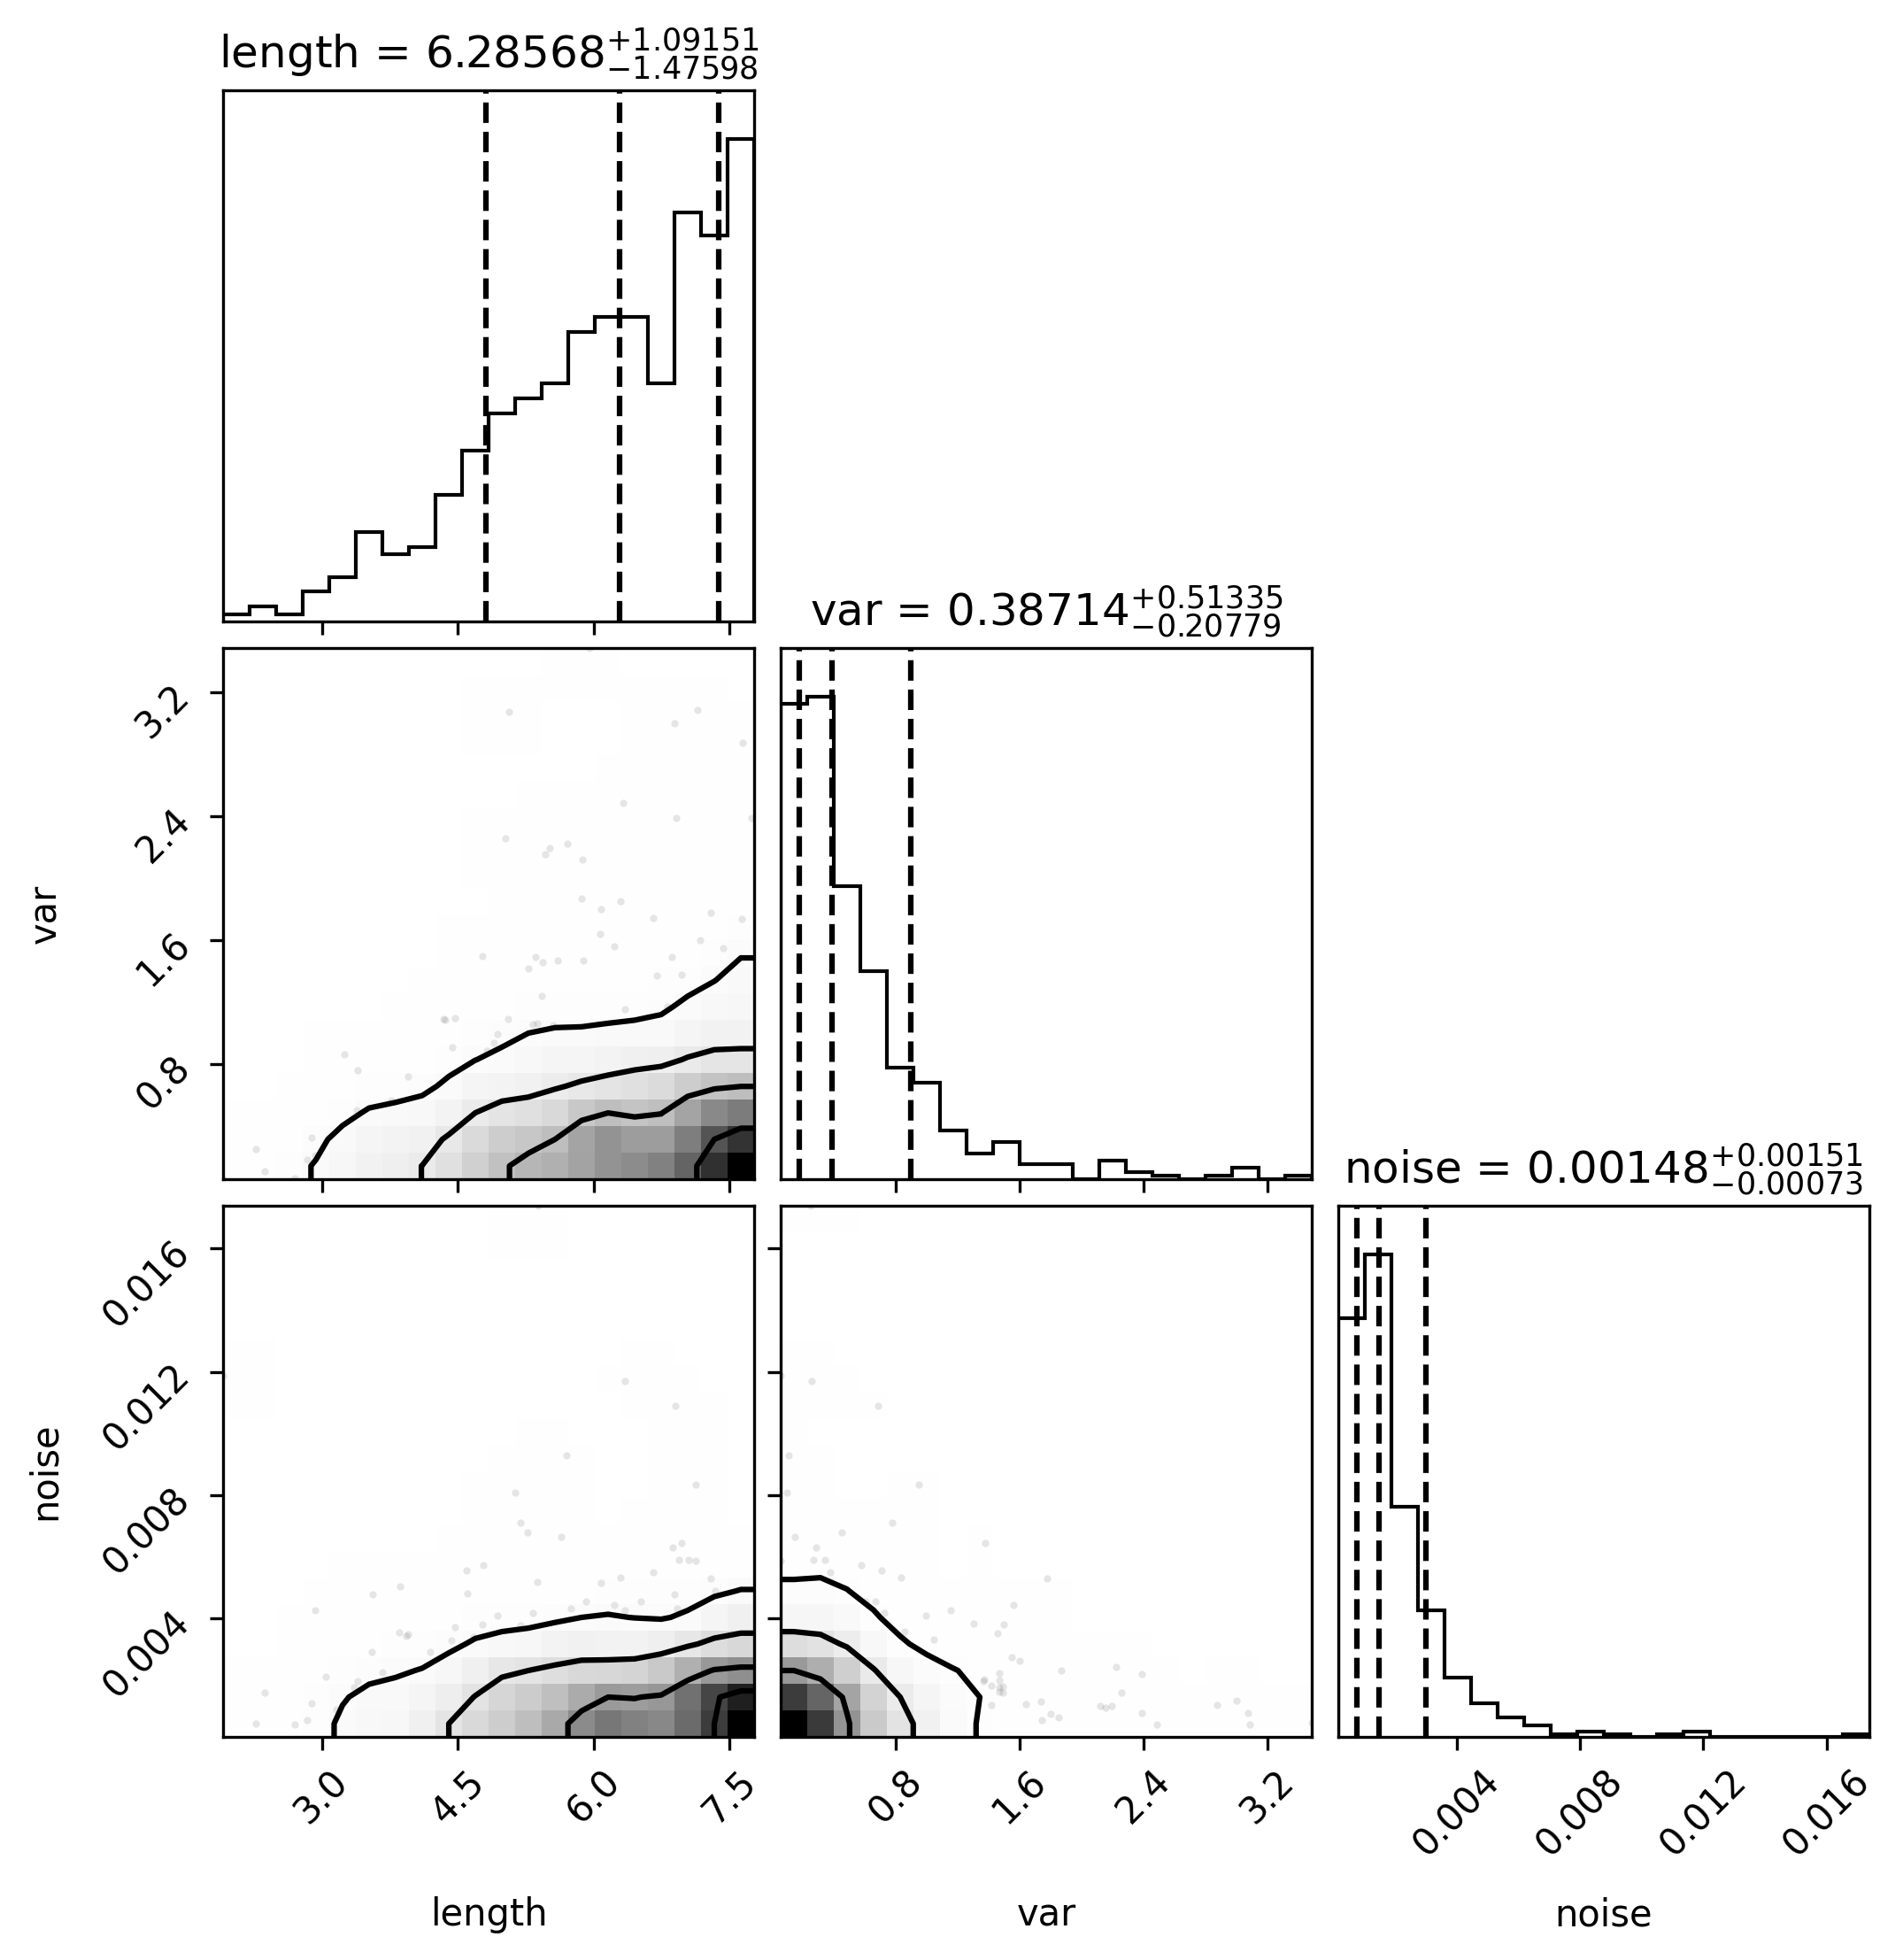 length = 6.28568+1.09151−1.47598
var = 0.38714+0.51335−0.20779
3.2
2.4
1.6
0.8
var
noise = 0.00148+0.00151−0.00073
0.016
0.012
0.008
0.004
noise
3.0 4.5 6.0 7.5 0.8 1.6 2.4 3.2 0.004 0.008 0.012 0.016
length var noise